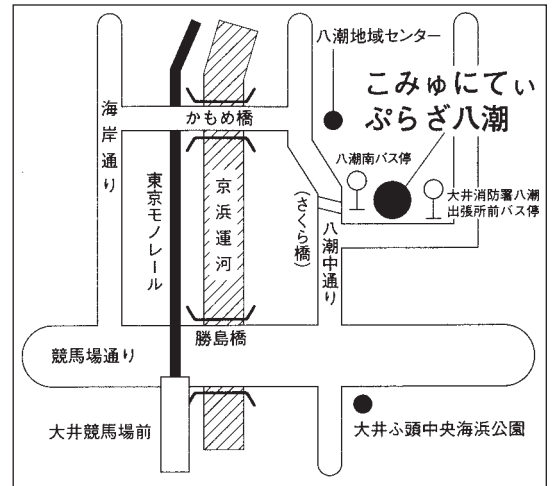 八潮地域センター
こみゅにてぃ
ぷらざ八潮
海岸通り
かもめ橋
八潮南バス停
大井消防署八潮
出張所前バス停
東京モノレール
京浜運河
(さくら橋)
八潮中通り
勝島橋
競馬場通り
大井競馬場前
大井ふ頭中央海浜公園